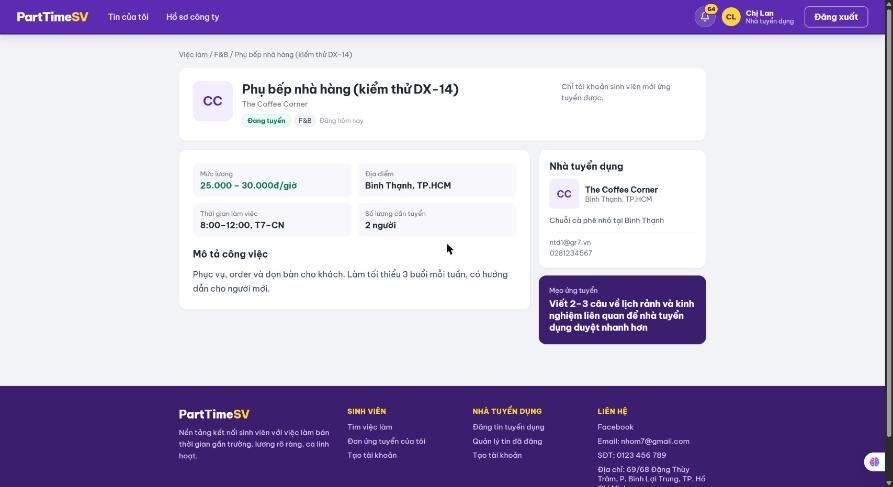 PartTimeSV
Tin của tôi
Hồ sơ công ty
64
CL
Chị Lan
Nhà tuyển dụng
Đăng xuất
Việc làm / F&B / Phụ bếp nhà hàng (kiểm thử DX-14)
CC
Phụ bếp nhà hàng (kiểm thử DX-14)
The Coffee Corner
Đang tuyển
F&B
Đăng hôm nay
Chỉ tài khoản sinh viên mới ứng
tuyển được.
Mức lương
25.000 – 30.000đ/giờ
Địa điểm
Bình Thạnh, TP.HCM
Thời gian làm việc
8:00–12:00, T7–CN
Số lượng cần tuyển
2 người
Mô tả công việc
Phục vụ, order và dọn bàn cho khách. Làm tối thiểu 3 buổi mỗi tuần, có hướng
dẫn cho người mới.
Nhà tuyển dụng
CC
The Coffee Corner
Bình Thạnh, TP.HCM
Chuỗi cà phê nhỏ tại Bình Thạnh
ntd1@gr7.vn
0281234567
Mẹo ứng tuyển
Viết 2–3 câu về lịch rảnh và kinh
nghiệm liên quan để nhà tuyển
dụng duyệt nhanh hơn
PartTimeSV
Nền tảng kết nối sinh viên với việc làm bán
thời gian gần trường, lương rõ ràng, ca linh
hoạt.
SINH VIÊN
Tìm việc làm
Đơn ứng tuyển của tôi
Tạo tài khoản
NHÀ TUYỂN DỤNG
Đăng tin tuyển dụng
Quản lý tin đã đăng
Tạo tài khoản
LIÊN HỆ
Facebook
Email: nhom7@gmail.com
SĐT: 0123 456 789
Địa chỉ: 69/68 Đặng Thùy
Trâm, P. Bình Lợi Trung, TP. Hồ